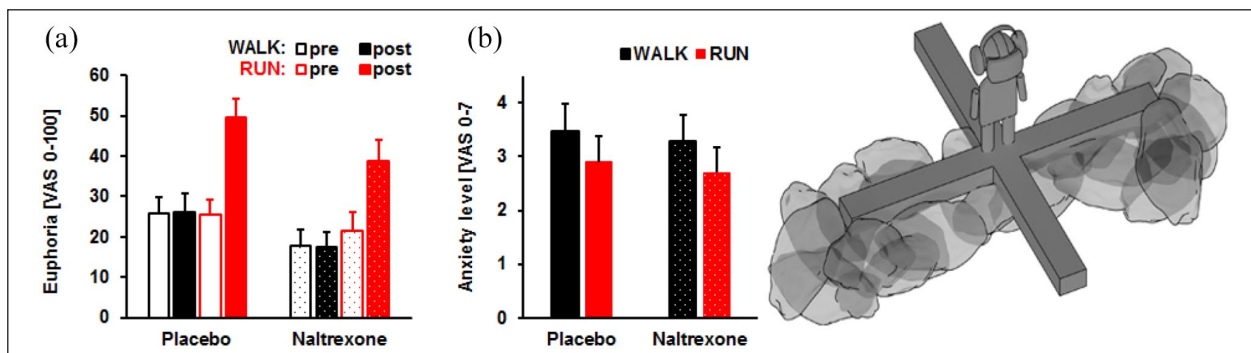 (a)
WALK: pre post
RUN: pre post
Euphoria [VAS 0-100]
60
50
40
30
20
10
0
Placebo Naltrexone
(b)
WALK RUN
Anxiety level [VAS 0-7]
4
3
2
1
0
Placebo Naltrexone